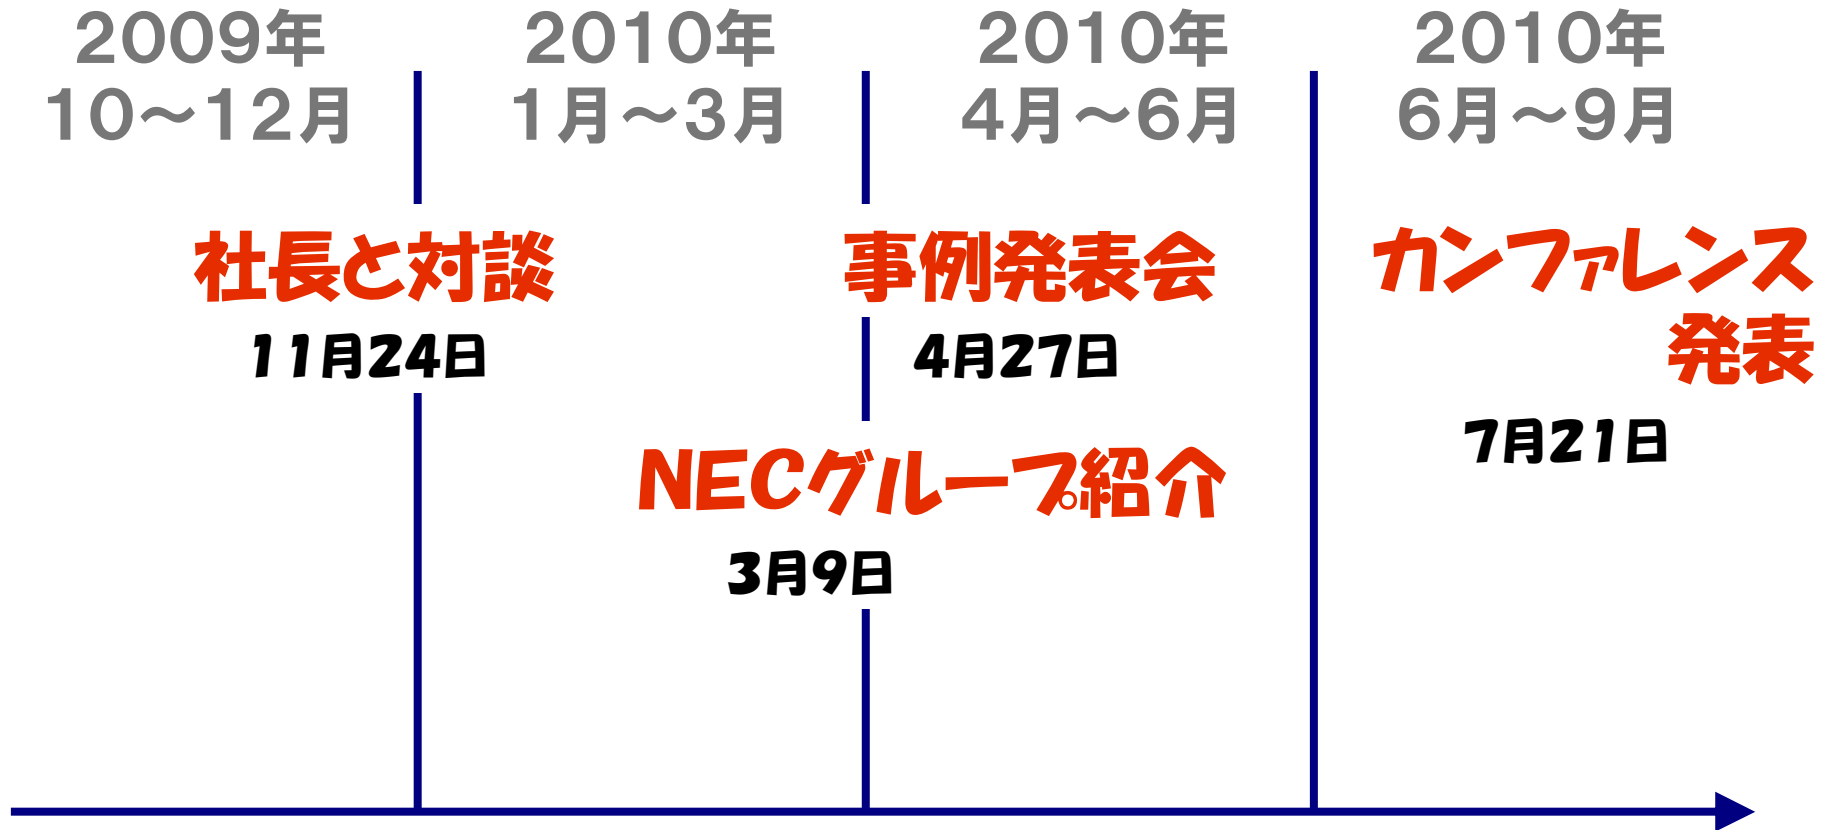 2009年
10～12月
2010年
1月～3月
2010年
4月～6月
2010年
6月～9月
社長と対談
11月24日
事例発表会
4月27日
カンファレンス
発表
7月21日
NECグループ紹介
3月9日